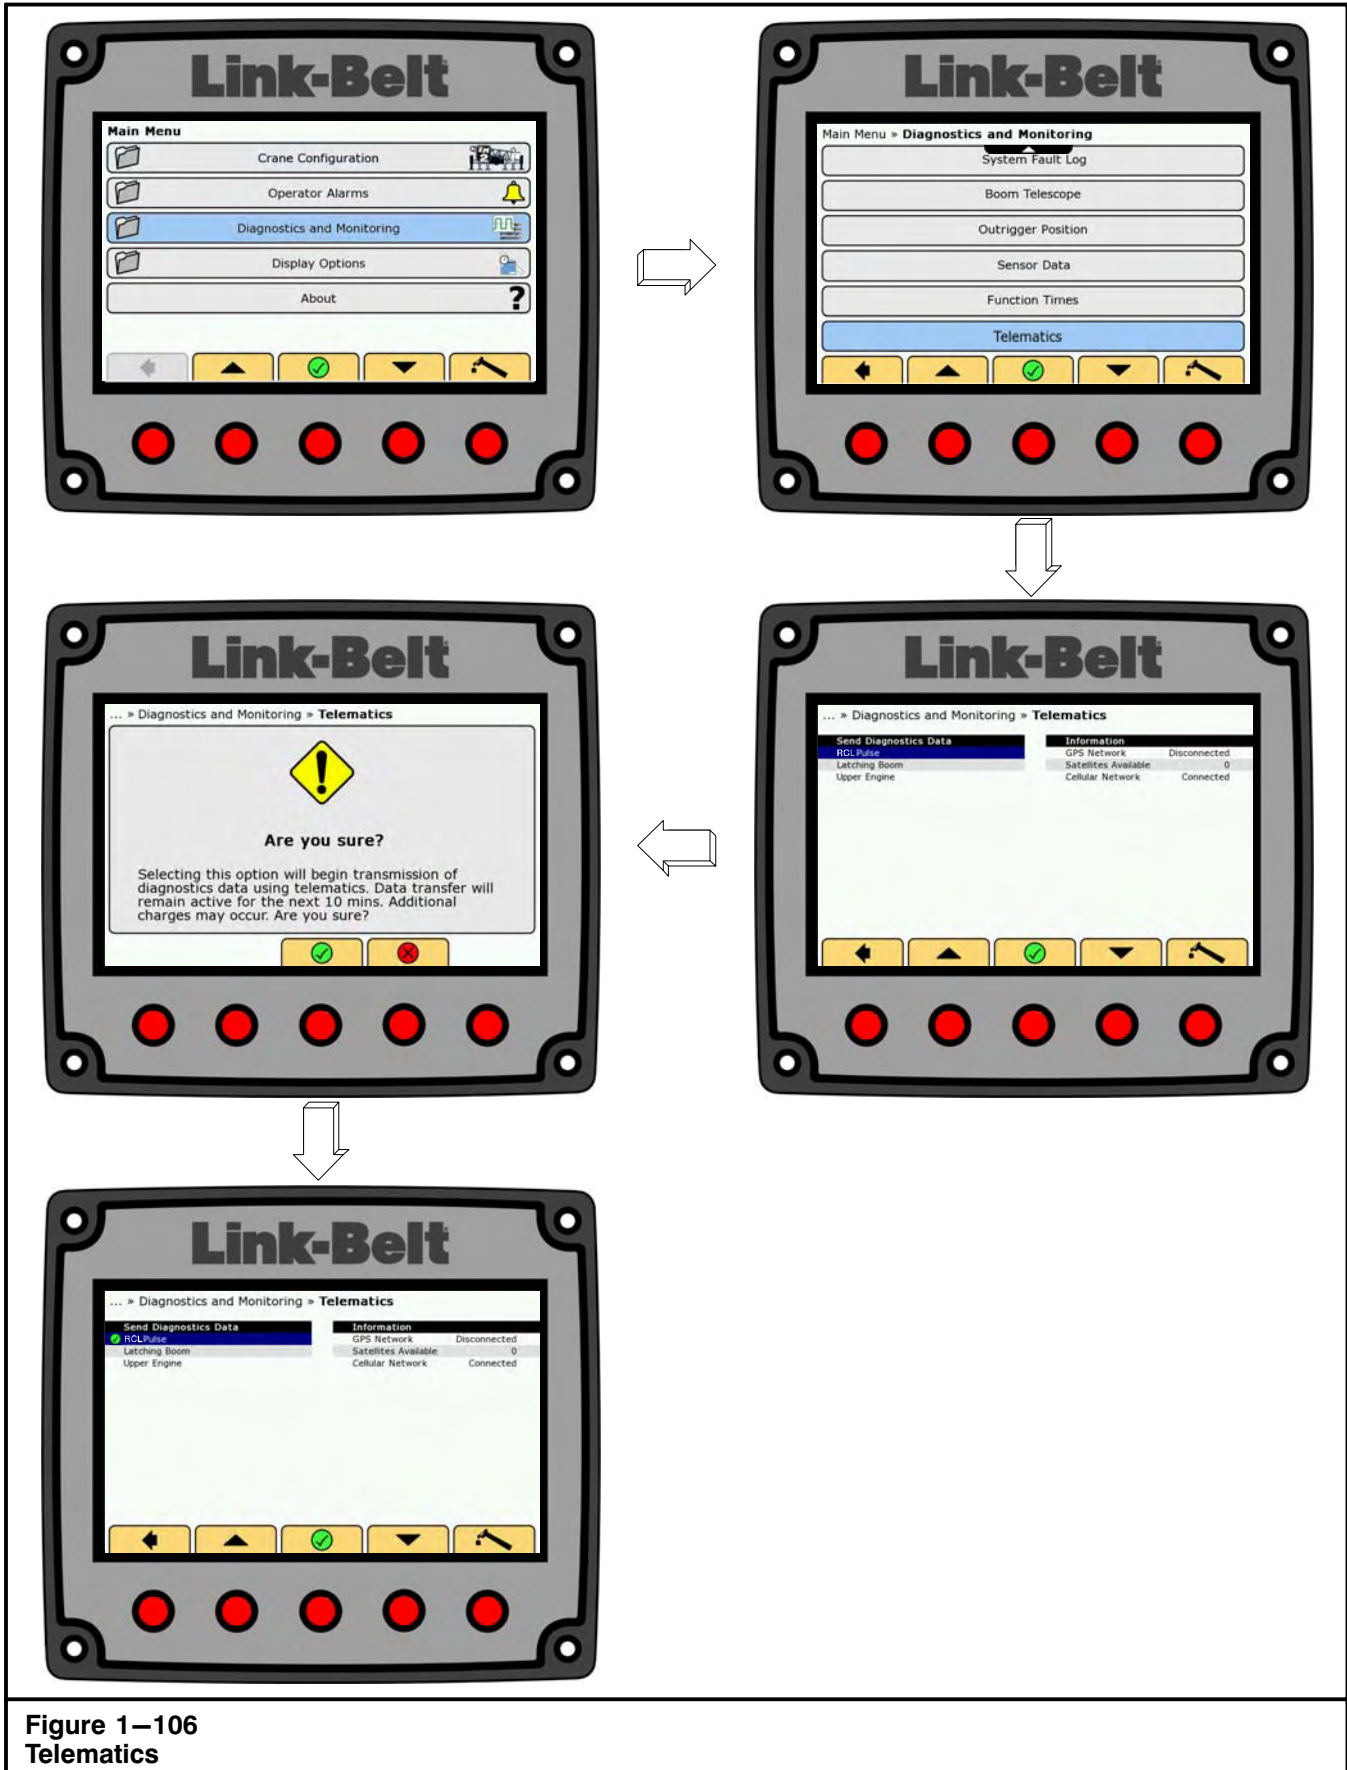 Link-Belt
Main Menu
Crane Configuration
Operator Alarms
Diagnostics and Monitoring
Display Options
About
?
Link-Belt
Main Menu » Diagnostics and Monitoring
System Fault Log
Boom Telescope
Outrigger Position
Sensor Data
Function Times
Telematics
Link-Belt
... » Diagnostics and Monitoring » Telematics
Send Diagnostics Data
RCL Pulse
Latching Boom
Upper Engine
Information
GPS Network Disconnected
Satellites Available 0
Cellular Network Connected
Link-Belt
... » Diagnostics and Monitoring » Telematics
!
Are you sure?
Selecting this option will begin transmission of
diagnostics data using telematics. Data transfer will
remain active for the next 10 mins. Additional
charges may occur. Are you sure?
Link-Belt
... » Diagnostics and Monitoring » Telematics
Send Diagnostics Data
RCL Pulse
Latching Boom
Upper Engine
Information
GPS Network Disconnected
Satellites Available 0
Cellular Network Connected
Figure 1–106
Telematics